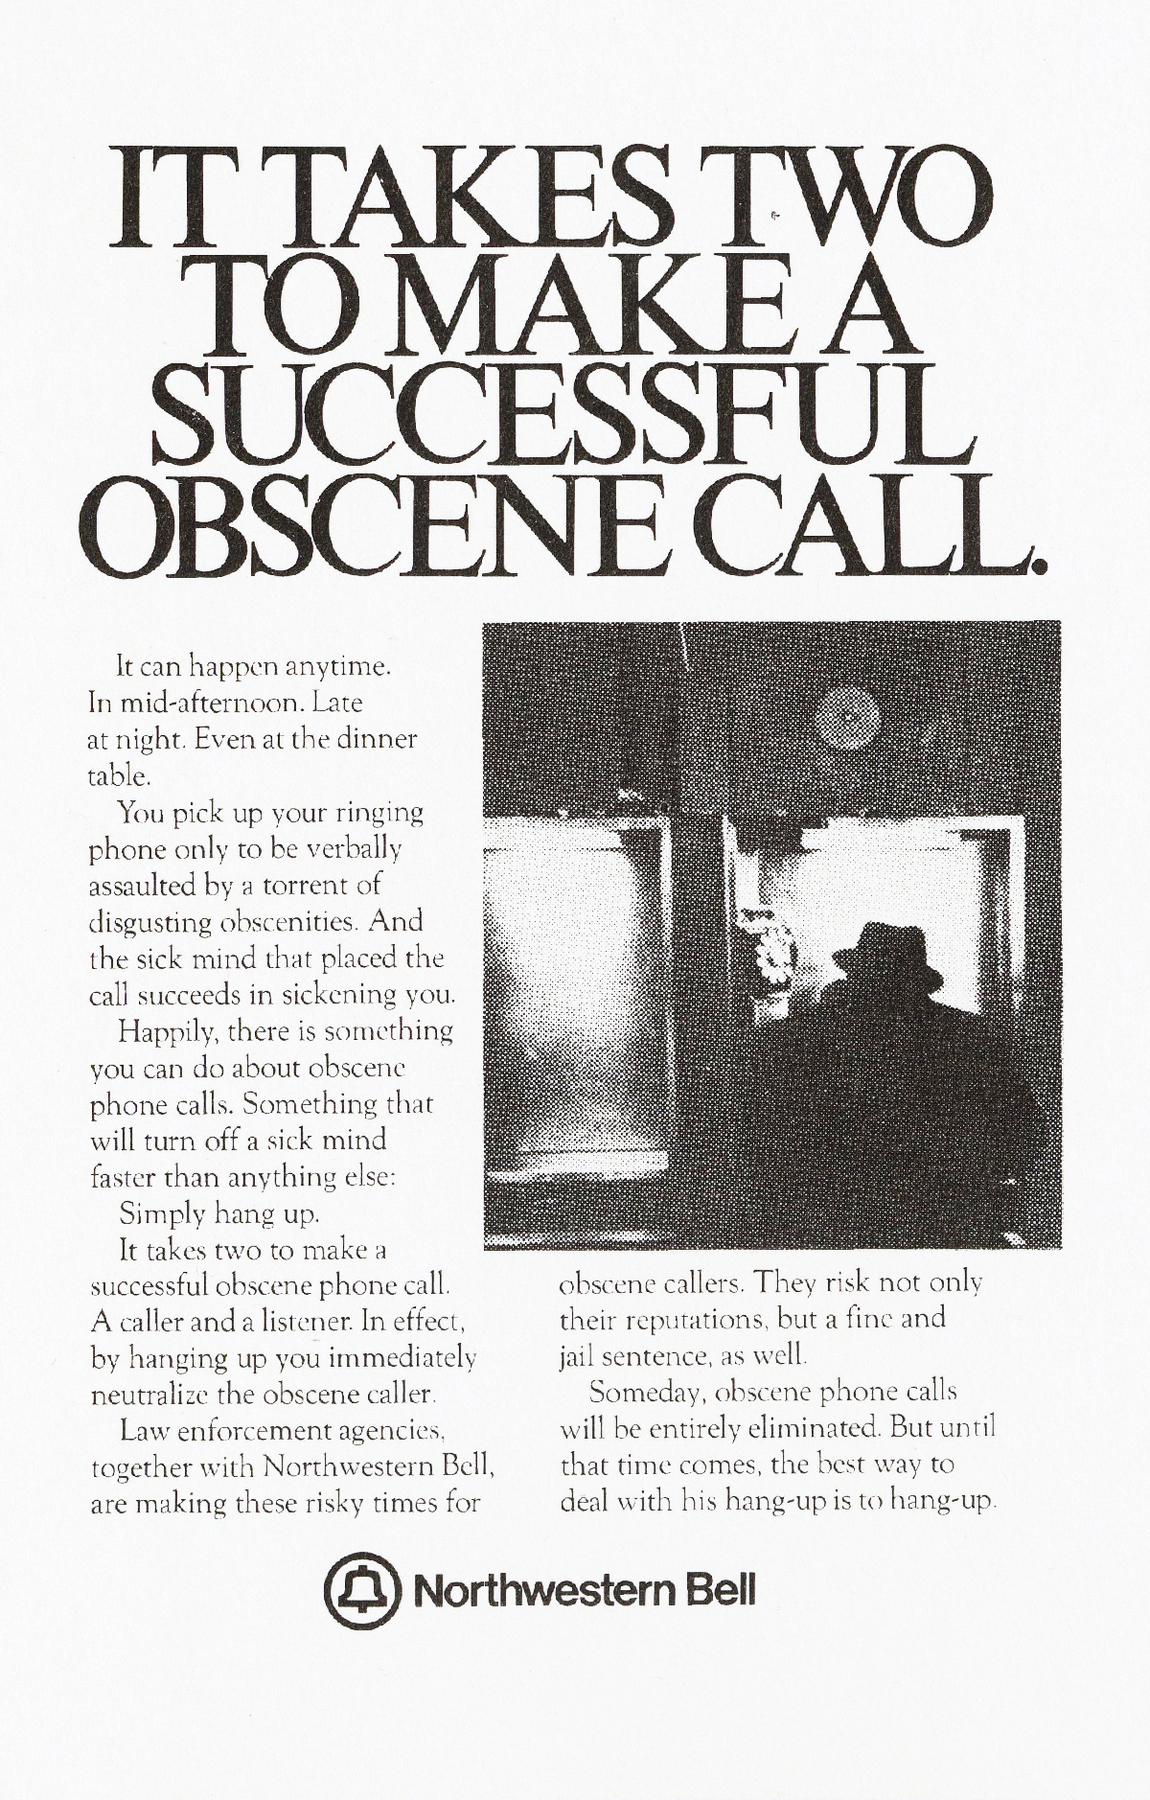 IT TAKES TWO
TO MAKE A
SUCCESSFUL
OBSCENE CALL.
It can happen anytime.
In mid-afternoon. Late
at night. Even at the dinner
table.
You pick up your ringing
phone only to be verbally
assaulted by a torrent of
disgusting obscenities. And
the sick mind that placed the
call succeeds in sickening you.
Happily, there is something
you can do about obscene
phone calls. Something that
will turn off a sick mind
faster than anything else:
Simply hang up.
It takes two to make a
successful obscene phone call.
A caller and a listener. In effect,
by hanging up you immediately
neutralize the obscene caller.
Law enforcement agencies,
together with Northwestern Bell,
are making these risky times for
obscene callers. They risk not only
their reputations, but a fine and
jail sentence, as well.
Someday, obscene phone calls
will be entirely eliminated. But until
that time comes, the best way to
deal with his hang-up is to hang-up.
Northwestern Bell